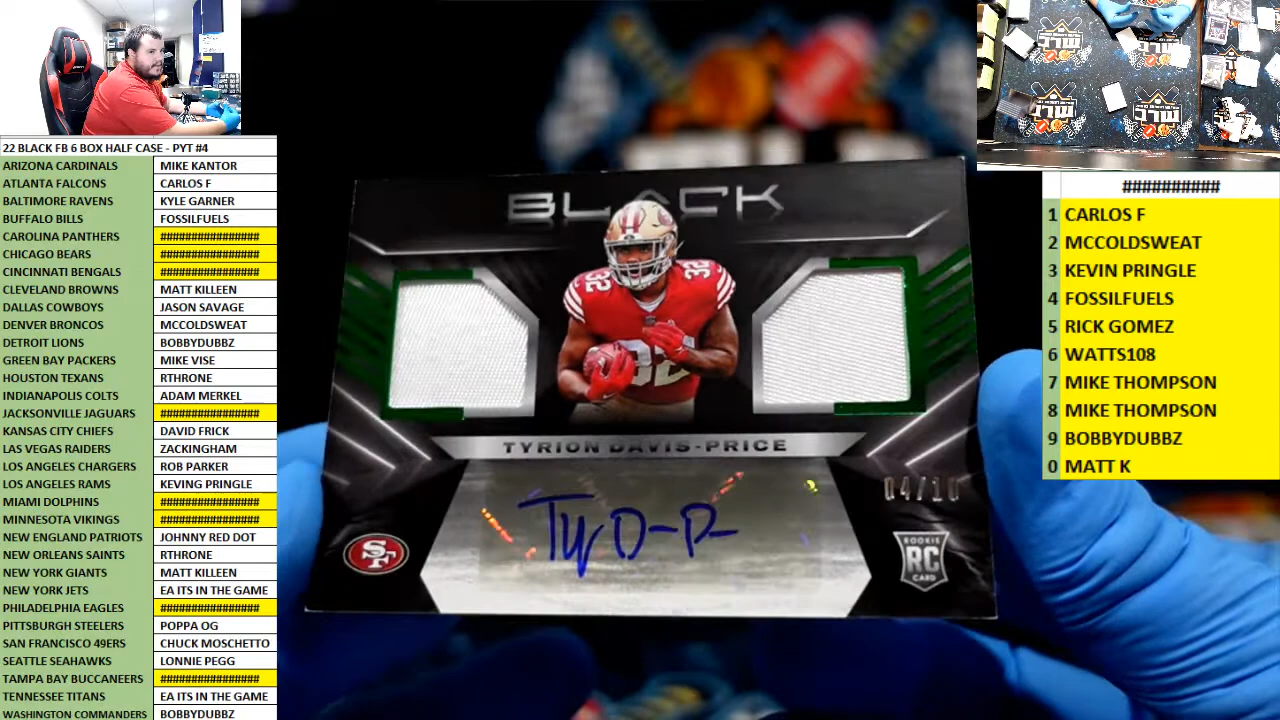 22 BLACK FB 6 BOX HALF CASE - PYT #4
ARIZONA CARDINALS MIKE KANTOR
ATLANTA FALCONS CARLOS F
BALTIMORE RAVENS KYLE GARNER
BUFFALO BILLS FOSSILFUELS
CAROLINA PANTHERS ################
CHICAGO BEARS ################
CINCINNATI BENGALS ################
CLEVELAND BROWNS MATT KILLEEN
DALLAS COWBOYS JASON SAVAGE
DENVER BRONCOS MCCOLDSWEAT
DETROIT LIONS BOBBYDUBBZ
GREEN BAY PACKERS MIKE VISE
HOUSTON TEXANS RTHRONE
INDIANAPOLIS COLTS ADAM MERKEL
JACKSONVILLE JAGUARS ################
KANSAS CITY CHIEFS DAVID FRICK
LAS VEGAS RAIDERS ZACKINGHAM
LOS ANGELES CHARGERS ROB PARKER
LOS ANGELES RAMS KEVING PRINGLE
MIAMI DOLPHINS ################
MINNESOTA VIKINGS ################
NEW ENGLAND PATRIOTS JOHNNY RED DOT
NEW ORLEANS SAINTS RTHRONE
NEW YORK GIANTS MATT KILLEEN
NEW YORK JETS EA ITS IN THE GAME
PHILADELPHIA EAGLES ################
PITTSBURGH STEELERS POPPA OG
SAN FRANCISCO 49ERS CHUCK MOSCHETTO
SEATTLE SEAHAWKS LONNIE PEGG
TAMPA BAY BUCCANEERS ################
TENNESSEE TITANS EA ITS IN THE GAME
WASHINGTON COMMANDERS BOBBYDUBBZ
BLACK
32 32
32
TYRION DAVIS-PRICE
04/10
Ty D-P
SF
ROOKIE
RC
CARD
##########
1 CARLOS F
2 MCCOLDSWEAT
3 KEVIN PRINGLE
4 FOSSILFUELS
5 RICK GOMEZ
6 WATTS108
7 MIKE THOMPSON
8 MIKE THOMPSON
9 BOBBYDUBBZ
0 MATT K